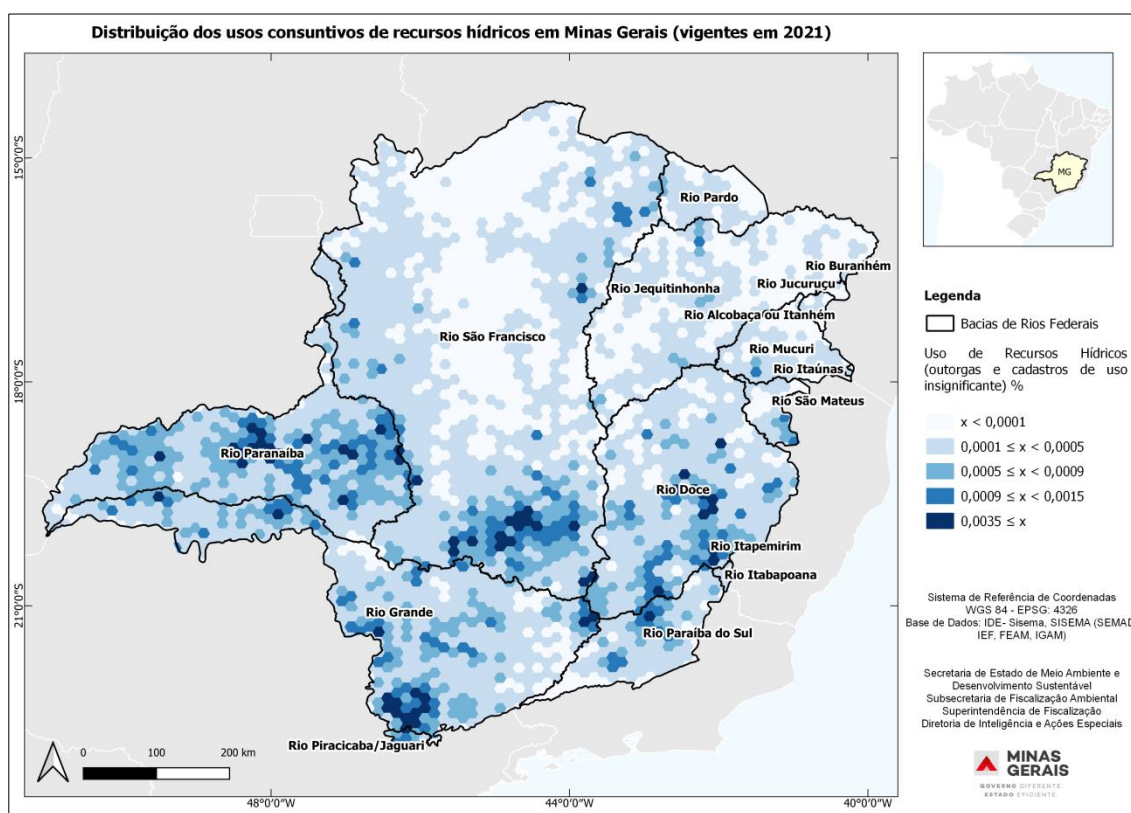 Distribuição dos usos consuntivos de recursos hídricos em Minas Gerais (vigentes em 2021)
15°0'0"S
18°0'0"S
21°0'0"S
48°0'0"W
44°0'0"W
40°0'0"W
Rio Pardo
Rio Buranhém
Rio Jucuruçu
Rio Jequitinhonha
Rio Alcobaça ou Itanhém
Rio São Francisco
Rio Mucuri
Rio Itaúnas
Rio São Mateus
Rio Paranaíba
Rio Doce
Rio Itapemirim
Rio Itabapoana
Rio Grande
Rio Paraíba do Sul
Rio Piracicaba/Jaguari
0
100
200 km
MG
Legenda
Bacias de Rios Federais
Uso de Recursos Hídricos
(outorgas e cadastros de uso
insignificante) %
x < 0,0001
0,0001 ≤ x < 0,0005
0,0005 ≤ x < 0,0009
0,0009 ≤ x < 0,0015
0,0035 ≤ x
Sistema de Referência de Coordenadas
WGS 84 - EPSG: 4326
Base de Dados: IDE- Sisema, SISEMA (SEMAD
IEF, FEAM, IGAM)
Secretaria de Estado de Meio Ambiente e
Desenvolvimento Sustentável
Subsecretaria de Fiscalização Ambiental
Superintendência de Fiscalização
Diretoria de Inteligência e Ações Especiais
MINAS
GERAIS
GOVERNO DIFERENTE.
ESTADO EFICIENTE.